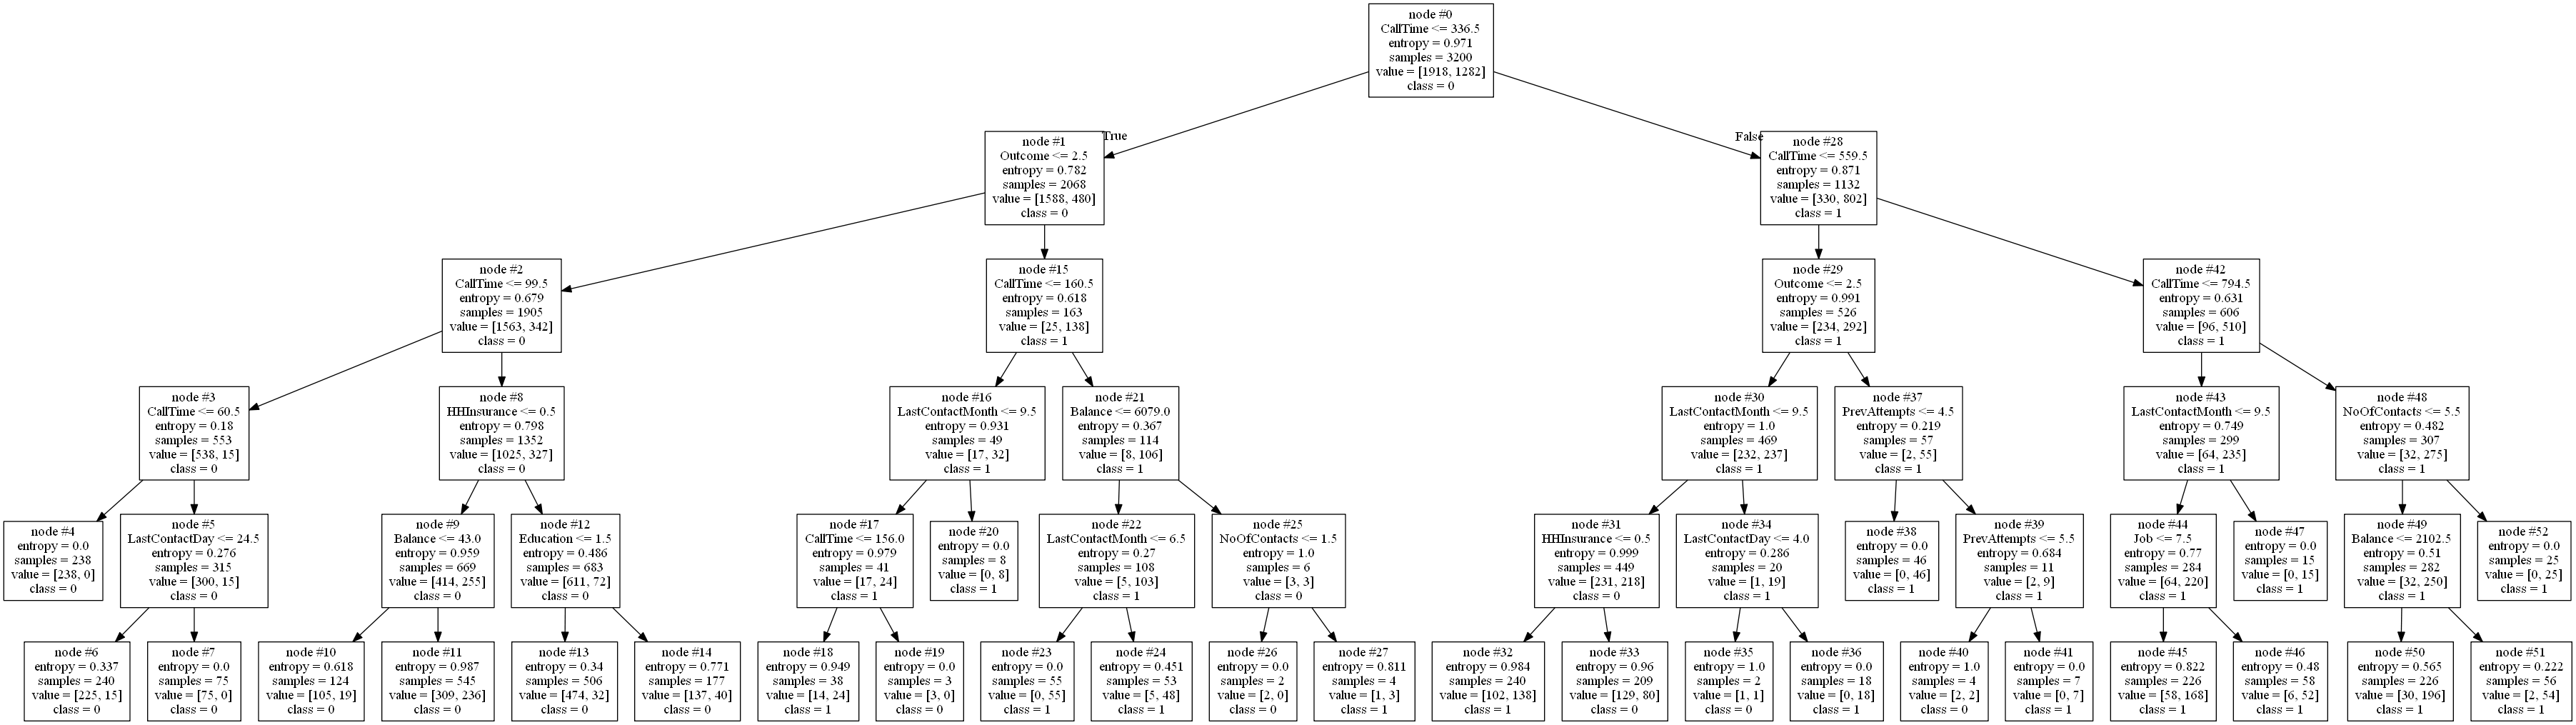 node #0
CallTime <= 336.5
entropy = 0.971
samples = 3200
value = [1918, 1282]
class = 0
True
False
node #1
Outcome <= 2.5
entropy = 0.782
samples = 2068
value = [1588, 480]
class = 0
node #28
CallTime <= 559.5
entropy = 0.871
samples = 1132
value = [330, 802]
class = 1
node #2
CallTime <= 99.5
entropy = 0.679
samples = 1905
value = [1563, 342]
class = 0
node #15
CallTime <= 160.5
entropy = 0.618
samples = 163
value = [25, 138]
class = 1
node #29
Outcome <= 2.5
entropy = 0.991
samples = 526
value = [234, 292]
class = 1
node #42
CallTime <= 794.5
entropy = 0.631
samples = 606
value = [96, 510]
class = 1
node #3
CallTime <= 60.5
entropy = 0.18
samples = 553
value = [538, 15]
class = 0
node #8
HHInsurance <= 0.5
entropy = 0.798
samples = 1352
value = [1025, 327]
class = 0
node #16
LastContactMonth <= 9.5
entropy = 0.931
samples = 49
value = [17, 32]
class = 1
node #21
Balance <= 6079.0
entropy = 0.367
samples = 114
value = [8, 106]
class = 1
node #30
LastContactMonth <= 9.5
entropy = 1.0
samples = 469
value = [232, 237]
class = 1
node #37
PrevAttempts <= 4.5
entropy = 0.219
samples = 57
value = [2, 55]
class = 1
node #43
LastContactMonth <= 9.5
entropy = 0.749
samples = 299
value = [64, 235]
class = 1
node #48
NoOfContacts <= 5.5
entropy = 0.482
samples = 307
value = [32, 275]
class = 1
node #4
entropy = 0.0
samples = 238
value = [238, 0]
class = 0
node #5
LastContactDay <= 24.5
entropy = 0.276
samples = 315
value = [300, 15]
class = 0
node #9
Balance <= 43.0
entropy = 0.959
samples = 669
value = [414, 255]
class = 0
node #12
Education <= 1.5
entropy = 0.486
samples = 683
value = [611, 72]
class = 0
node #17
CallTime <= 156.0
entropy = 0.979
samples = 41
value = [17, 24]
class = 1
node #20
entropy = 0.0
samples = 8
value = [0, 8]
class = 1
node #22
LastContactMonth <= 6.5
entropy = 0.27
samples = 108
value = [5, 103]
class = 1
node #25
NoOfContacts <= 1.5
entropy = 1.0
samples = 6
value = [3, 3]
class = 0
node #31
HHInsurance <= 0.5
entropy = 0.999
samples = 449
value = [231, 218]
class = 0
node #34
LastContactDay <= 4.0
entropy = 0.286
samples = 20
value = [1, 19]
class = 1
node #38
entropy = 0.0
samples = 46
value = [0, 46]
class = 1
node #39
PrevAttempts <= 5.5
entropy = 0.684
samples = 11
value = [2, 9]
class = 1
node #44
Job <= 7.5
entropy = 0.77
samples = 284
value = [64, 220]
class = 1
node #47
entropy = 0.0
samples = 15
value = [0, 15]
class = 1
node #49
Balance <= 2102.5
entropy = 0.51
samples = 282
value = [32, 250]
class = 1
node #52
entropy = 0.0
samples = 25
value = [0, 25]
class = 1
node #6
entropy = 0.337
samples = 240
value = [225, 15]
class = 0
node #7
entropy = 0.0
samples = 75
value = [75, 0]
class = 0
node #10
entropy = 0.618
samples = 124
value = [105, 19]
class = 0
node #11
entropy = 0.987
samples = 545
value = [309, 236]
class = 0
node #13
entropy = 0.34
samples = 506
value = [474, 32]
class = 0
node #14
entropy = 0.771
samples = 177
value = [137, 40]
class = 0
node #18
entropy = 0.949
samples = 38
value = [14, 24]
class = 1
node #19
entropy = 0.0
samples = 3
value = [3, 0]
class = 0
node #23
entropy = 0.0
samples = 55
value = [0, 55]
class = 1
node #24
entropy = 0.451
samples = 53
value = [5, 48]
class = 1
node #26
entropy = 0.0
samples = 2
value = [2, 0]
class = 0
node #27
entropy = 0.811
samples = 4
value = [1, 3]
class = 1
node #32
entropy = 0.984
samples = 240
value = [102, 138]
class = 1
node #33
entropy = 0.96
samples = 209
value = [129, 80]
class = 0
node #35
entropy = 1.0
samples = 2
value = [1, 1]
class = 0
node #36
entropy = 0.0
samples = 18
value = [0, 18]
class = 1
node #40
entropy = 1.0
samples = 4
value = [2, 2]
class = 0
node #41
entropy = 0.0
samples = 7
value = [0, 7]
class = 1
node #45
entropy = 0.822
samples = 226
value = [58, 168]
class = 1
node #46
entropy = 0.48
samples = 58
value = [6, 52]
class = 1
node #50
entropy = 0.565
samples = 226
value = [30, 196]
class = 1
node #51
entropy = 0.222
samples = 56
value = [2, 54]
class = 1